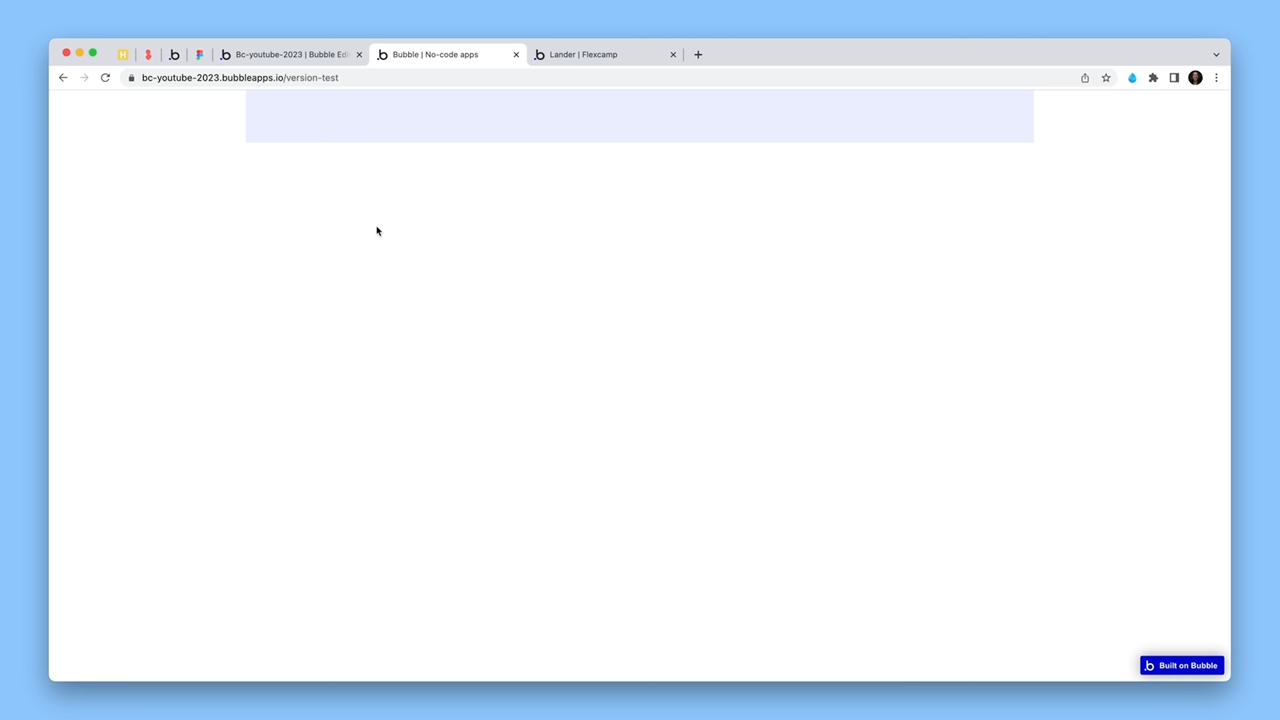 H
Bc-youtube-2023 | Bubble Edi
Bubble | No-code apps
Lander | Flexcamp
bc-youtube-2023.bubbleapps.io/version-test
Built on Bubble